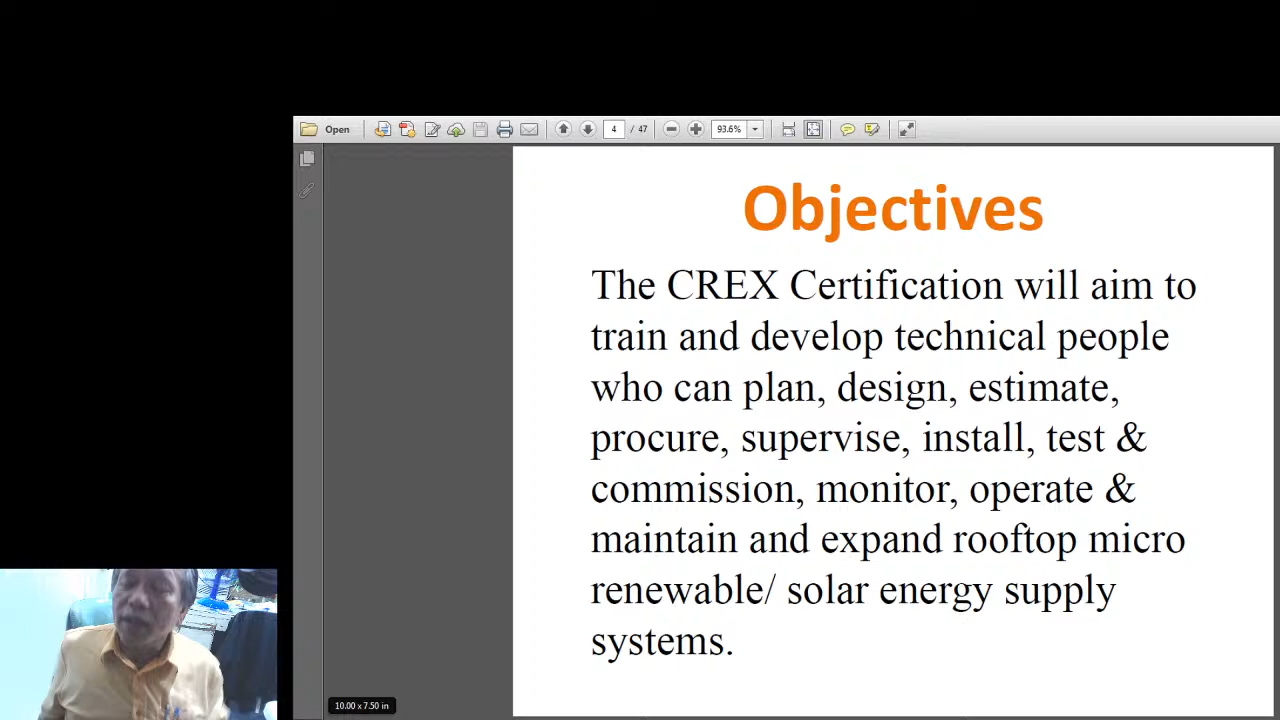 Open
4 / 47
93.6%
Objectives
The CREX Certification will aim to
train and develop technical people
who can plan, design, estimate,
procure, supervise, install, test &
commission, monitor, operate &
maintain and expand rooftop micro
renewable/ solar energy supply
systems.
10.00 x 7.50 in